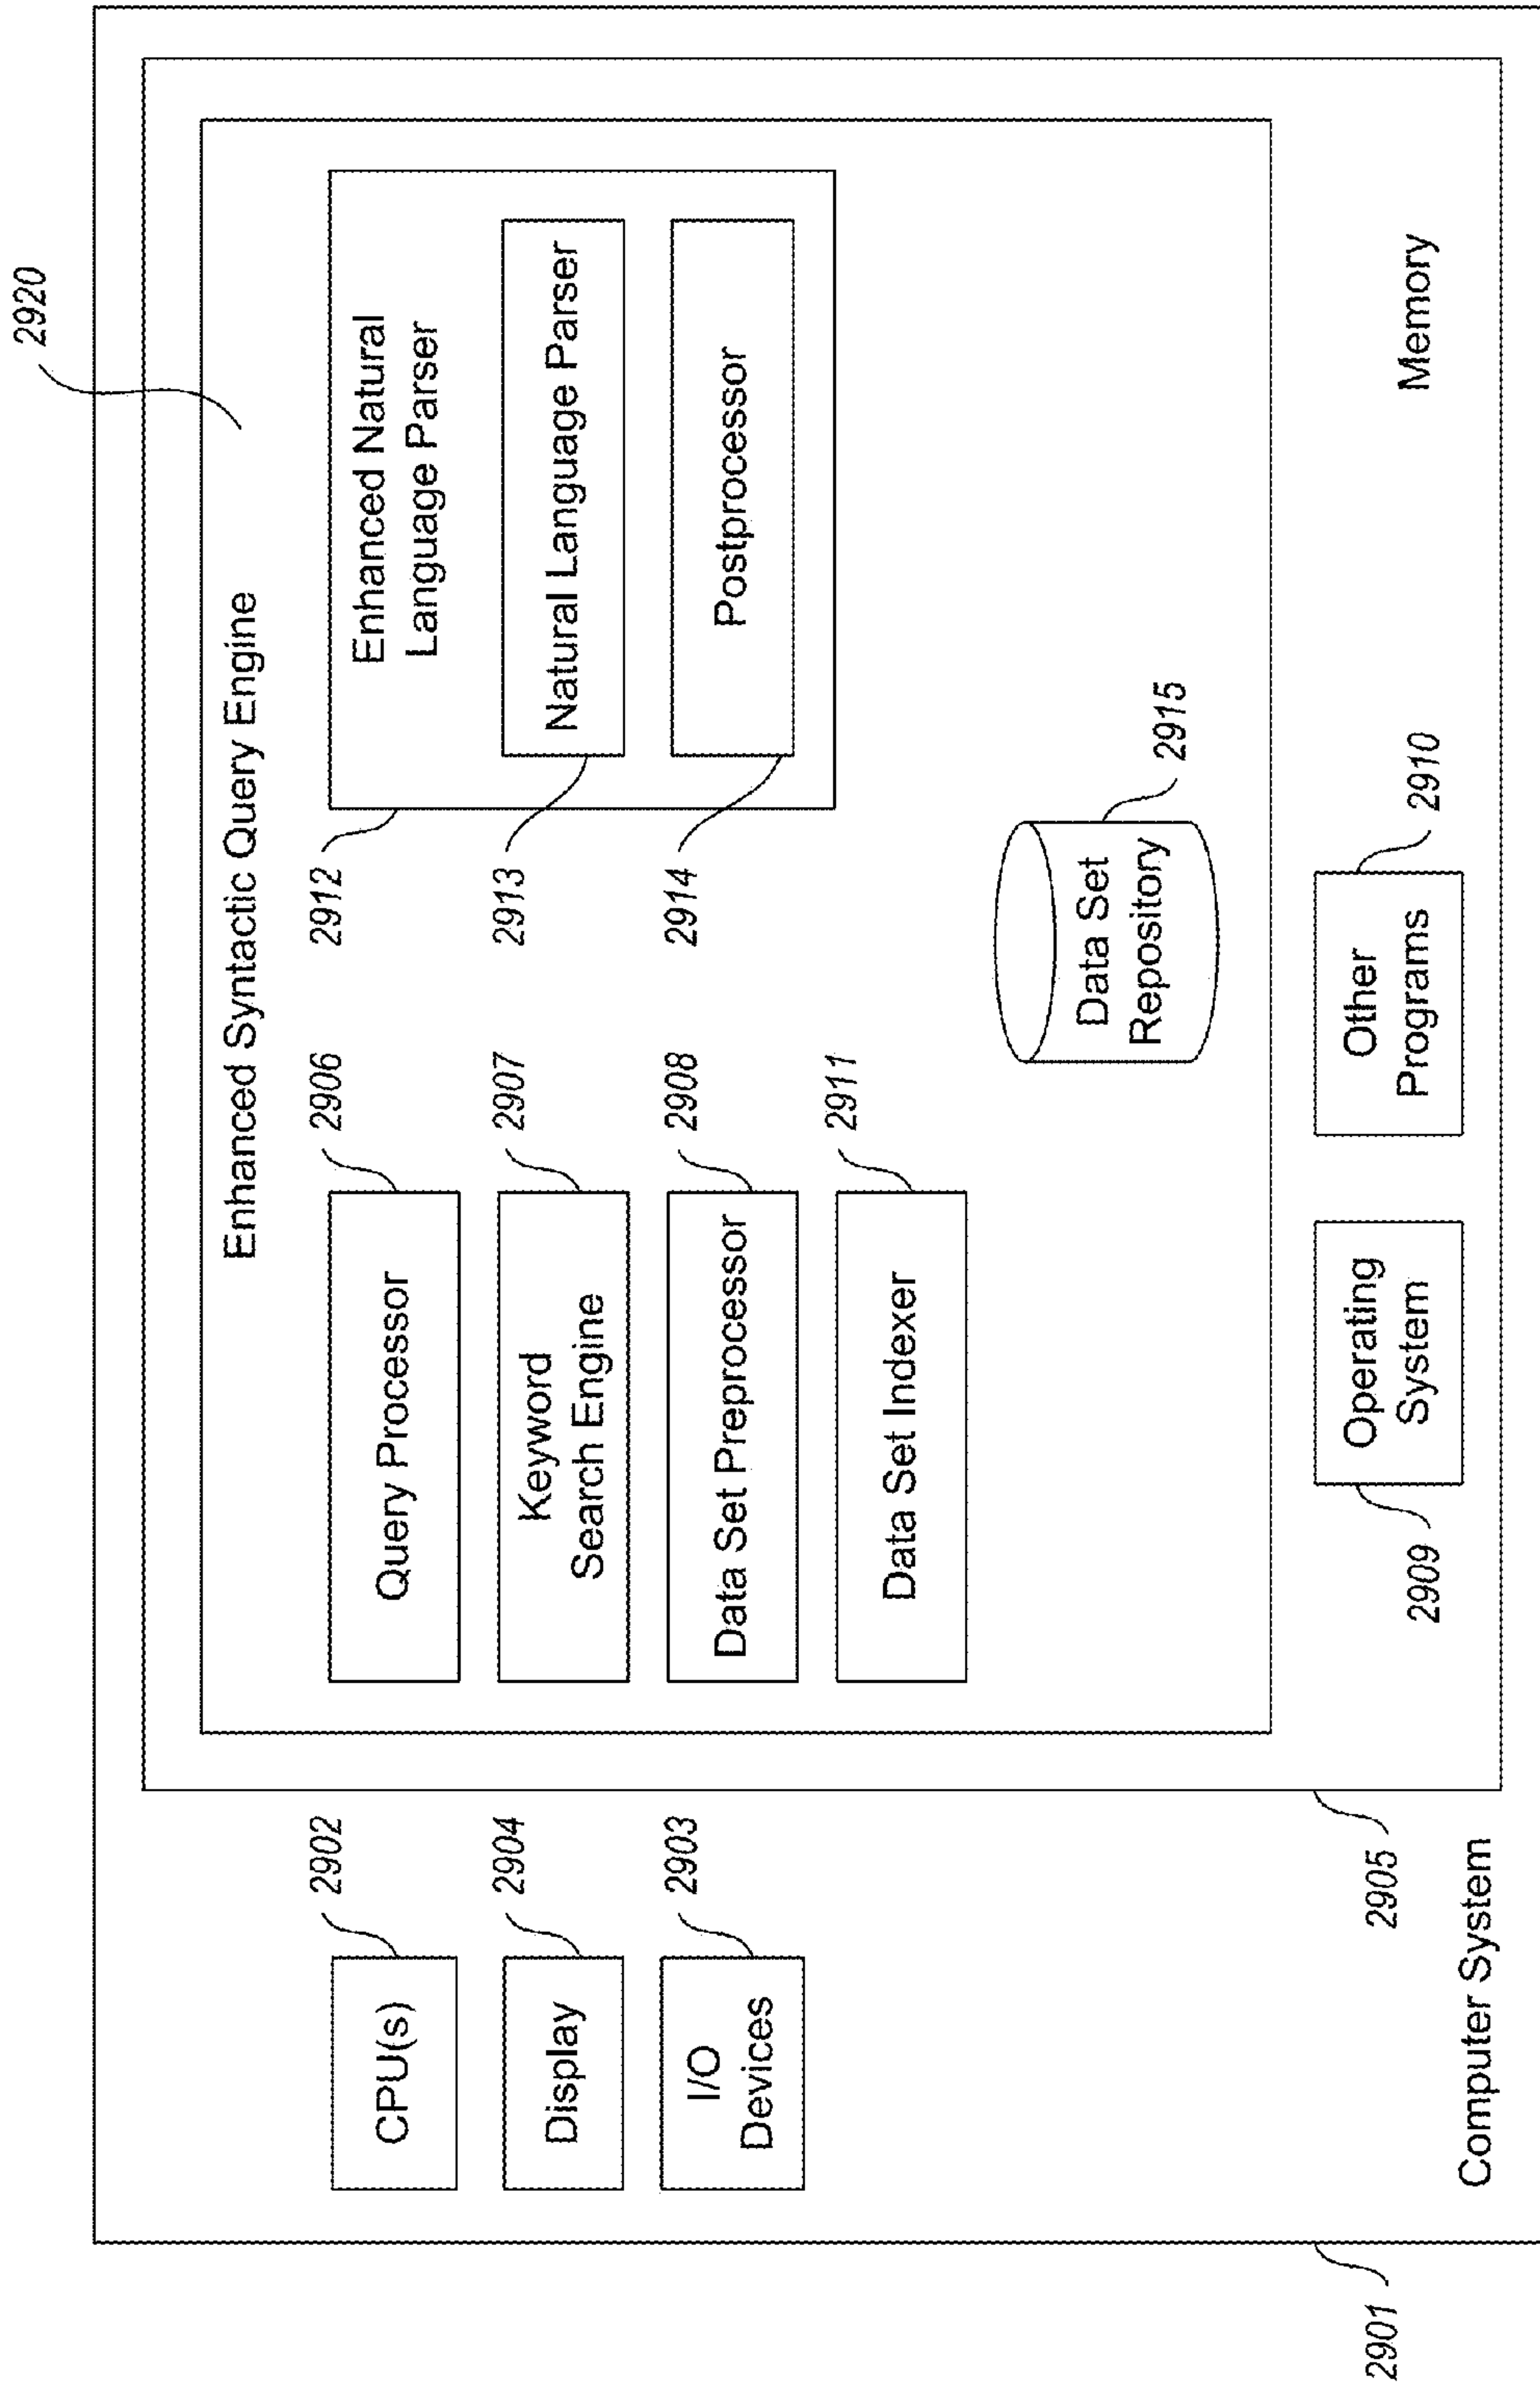 2920
Enhanced Syntactic Query Engine
CPU(s)
2902
Display
2904
I/O
Devices
2903
Query Processor
2906
Keyword
Search Engine
2907
Data Set Preprocessor
2908
Data Set Indexer
2911
2912
Enhanced Natural
Language Parser
2913
Natural Language Parser
2914
Postprocessor
Data Set
Repository
2915
Operating
System
2909
Other
Programs
2910
Memory
2905
Computer System
2901